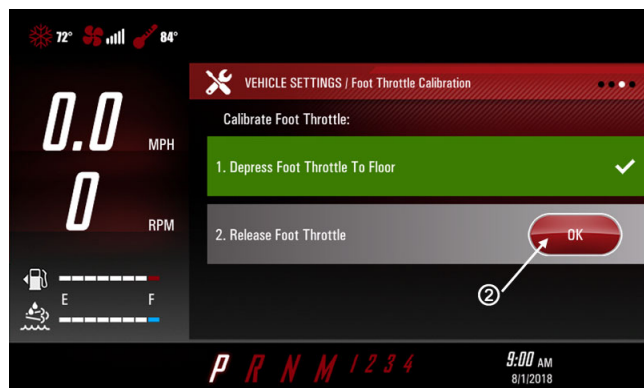 72° 84°
VEHICLE SETTINGS / Foot Throttle Calibration
Calibrate Foot Throttle:
0.0 MPH
1. Depress Foot Throttle To Floor
0 RPM
2. Release Foot Throttle OK
2
E F
P R N M 1 2 3 4
9:00 AM
8/1/2018